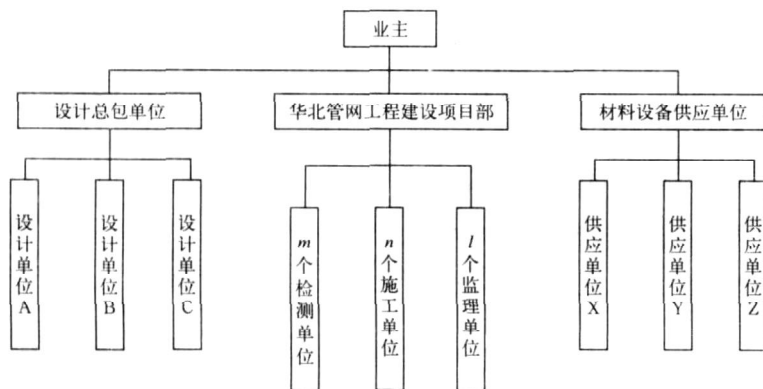 业主
设计总包单位
华北管网工程建设项目部
材料设备供应单位
设计单位A
设计单位B
设计单位C
m个检测单位
n个施工单位
l个监理单位
供应单位X
供应单位Y
供应单位Z